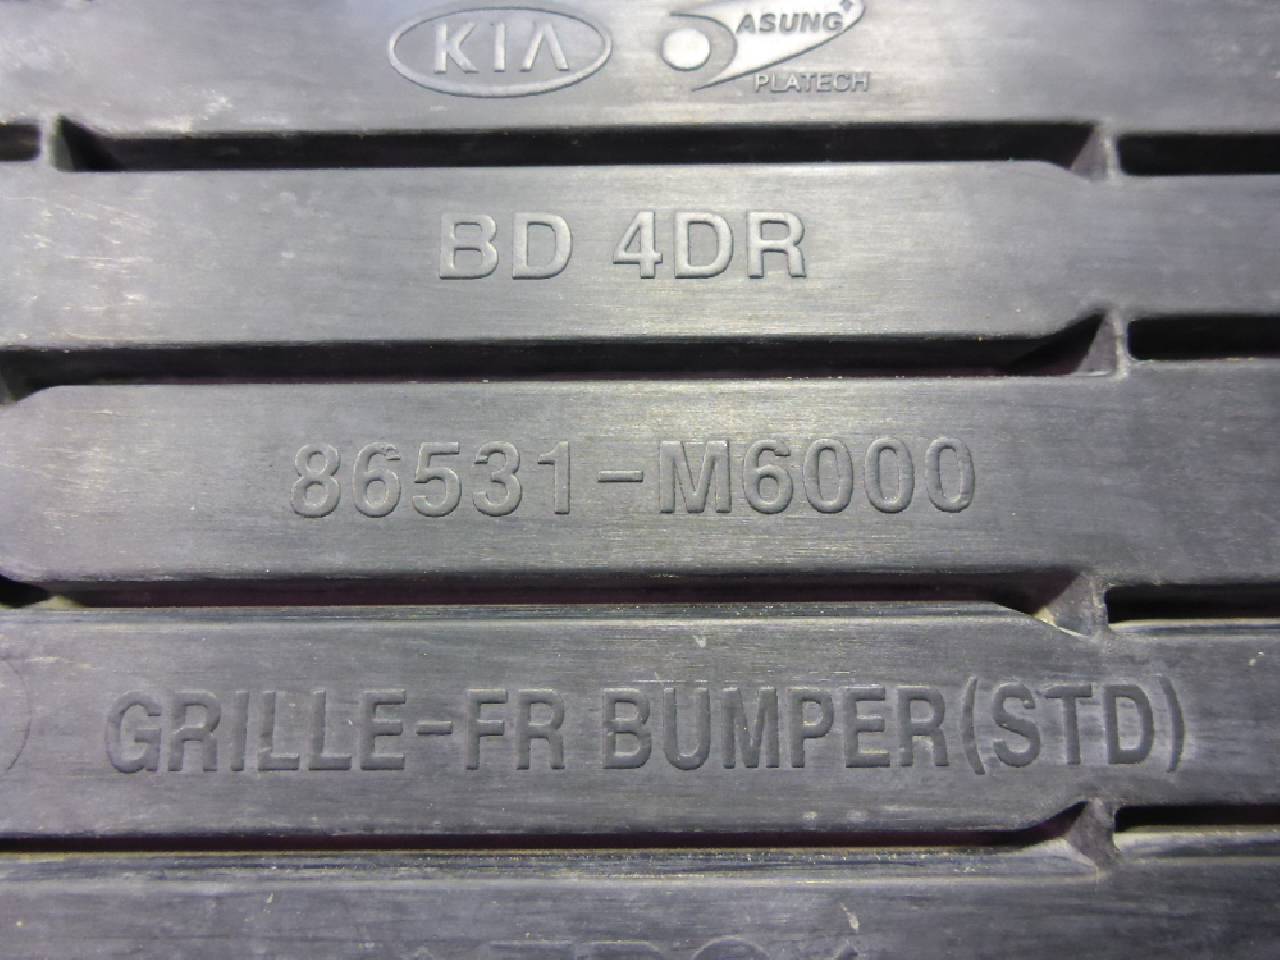 KIA ASUNG
PLATECH
BD 4DR
86531-M6000
GRILLE-FR BUMPER(STD)